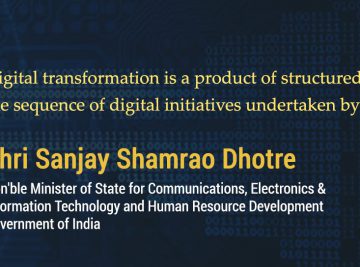 igital transformation is a product of structured
e sequence of digital initiatives undertaken by
hri Sanjay Shamrao Dhotre
n'ble Minister of State for Communications, Electronics &
ormation Technology and Human Resource Development
vernment of India